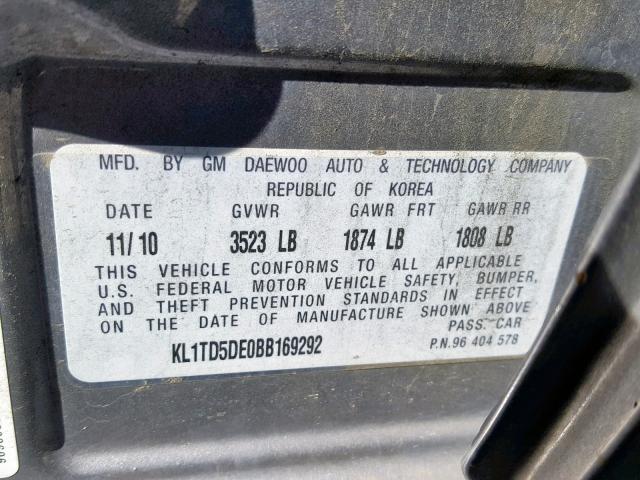 MFD. BY GM DAEWOO AUTO & TECHNOLOGY COMPANY
REPUBLIC OF KOREA
DATE GVWR GAWR FRT GAWR RR
11/10 3523 LB 1874 LB 1808 LB
THIS VEHICLE CONFORMS TO ALL APPLICABLE
U.S. FEDERAL MOTOR VEHICLE SAFETY, BUMPER,
AND THEFT PREVENTION STANDARDS IN EFFECT
ON THE DATE OF MANUFACTURE SHOWN ABOVE
PASS. CAR
KL1TD5DE0BB169292 P.N.96 404 578